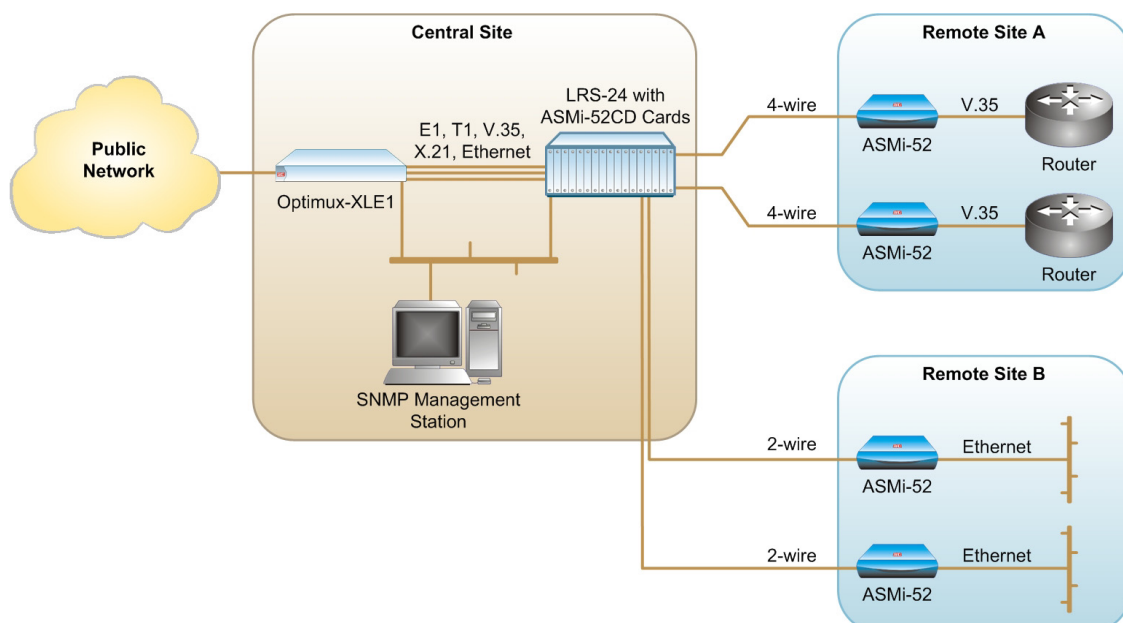 Central Site
Remote Site A
Public
Network
Optimux-XLE1
E1, T1, V.35,
X.21, Ethernet
LRS-24 with
ASMi-52CD Cards
4-wire
ASMi-52
V.35
Router
4-wire
ASMi-52
V.35
Router
SNMP Management
Station
Remote Site B
2-wire
ASMi-52
Ethernet
2-wire
ASMi-52
Ethernet